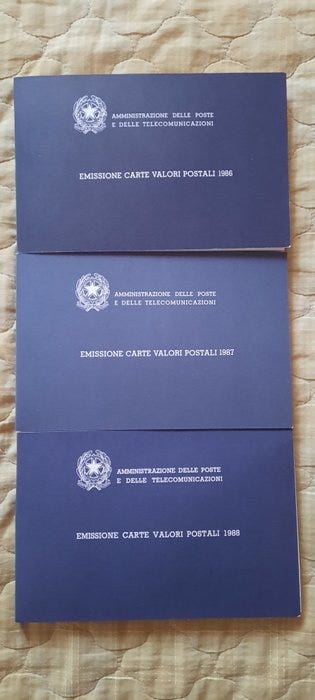 AMMINISTRAZIONE DELLE POSTE
E DELLE TELECOMUNICAZIONI
EMISSIONE CARTE VALORI POSTALI 1986
AMMINISTRAZIONE DELLE POSTE
E DELLE TELECOMUNICAZIONI
EMISSIONE CARTE VALORI POSTALI 1987
AMMINISTRAZIONE DELLE POSTE
E DELLE TELECOMUNICAZIONI
EMISSIONE CARTE VALORI POSTALI 1988